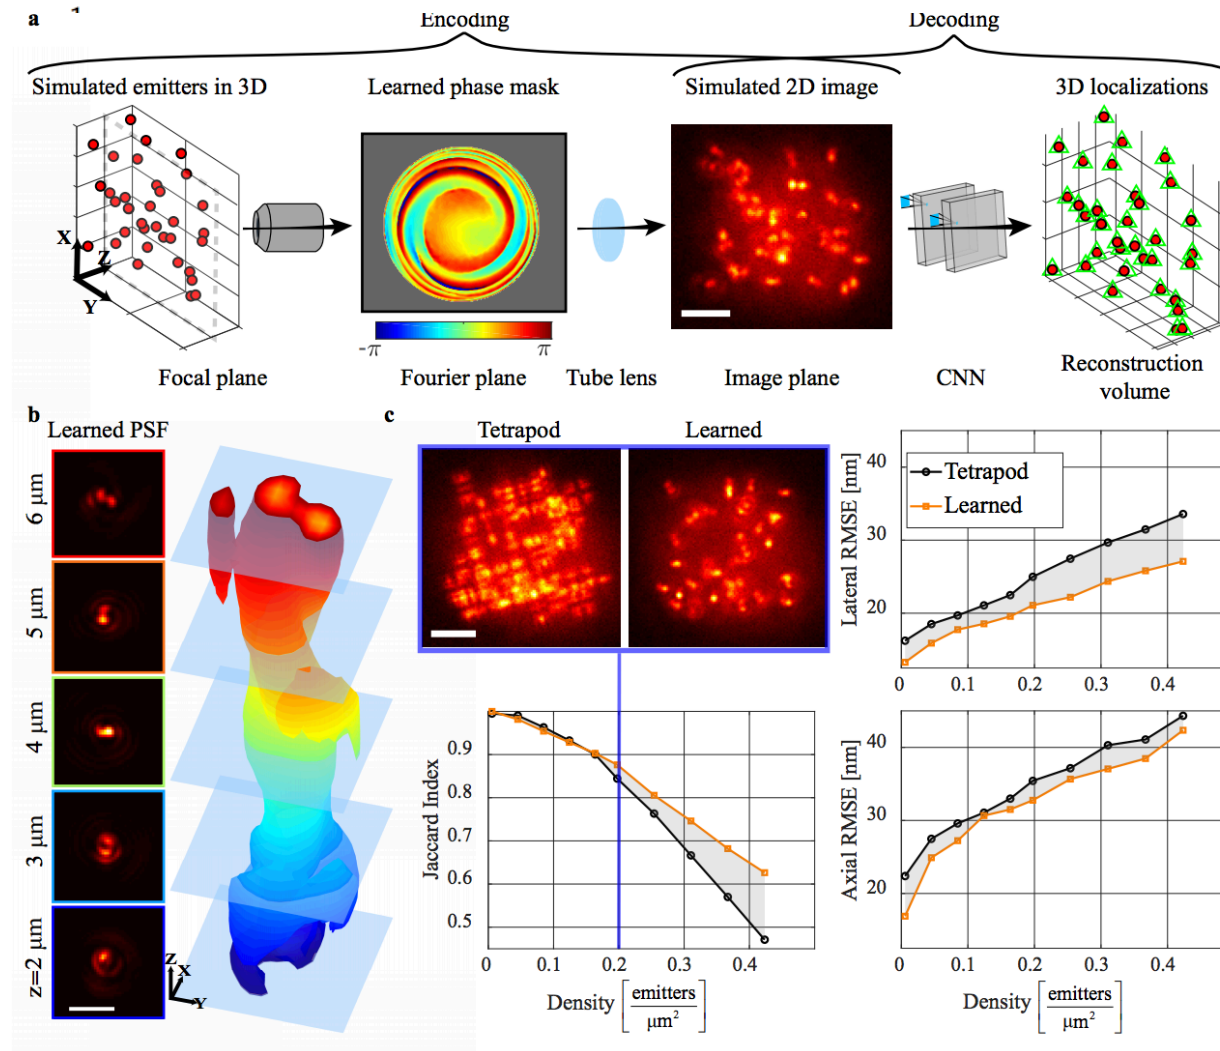 a
Encoding
Decoding
Simulated emitters in 3D
Learned phase mask
Simulated 2D image
3D localizations
X
Z
Y
-π
π
Focal plane
Fourier plane
Tube lens
Image plane
CNN
Reconstruction
volume
b
Learned PSF
6 μm
5 μm
4 μm
3 μm
z=2 μm
Z
X
Y
c
Tetrapod
Learned
Jaccard Index
0.9
0.8
0.7
0.6
0.5
0
0.1
0.2
0.3
0.4
Density [emitters
μm²]
Lateral RMSE [nm]
40
30
20
Tetrapod
Learned
0
0.1
0.2
0.3
0.4
Axial RMSE [nm]
40
30
20
0
0.1
0.2
0.3
0.4
Density [emitters
μm²]